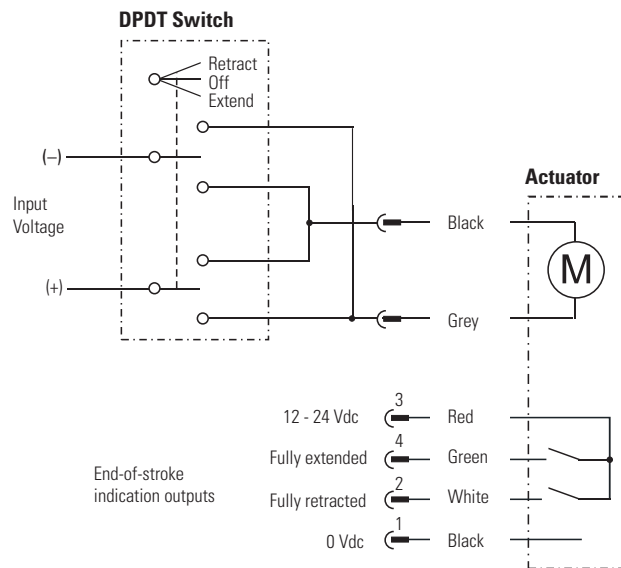 DPDT Switch
Retract
Off
Extend
(–)
Input
Voltage
(+)
Actuator
Black
M
Grey
12 - 24 Vdc
3
Red
Fully extended
4
Green
End-of-stroke
indication outputs
Fully retracted
2
White
0 Vdc
1
Black